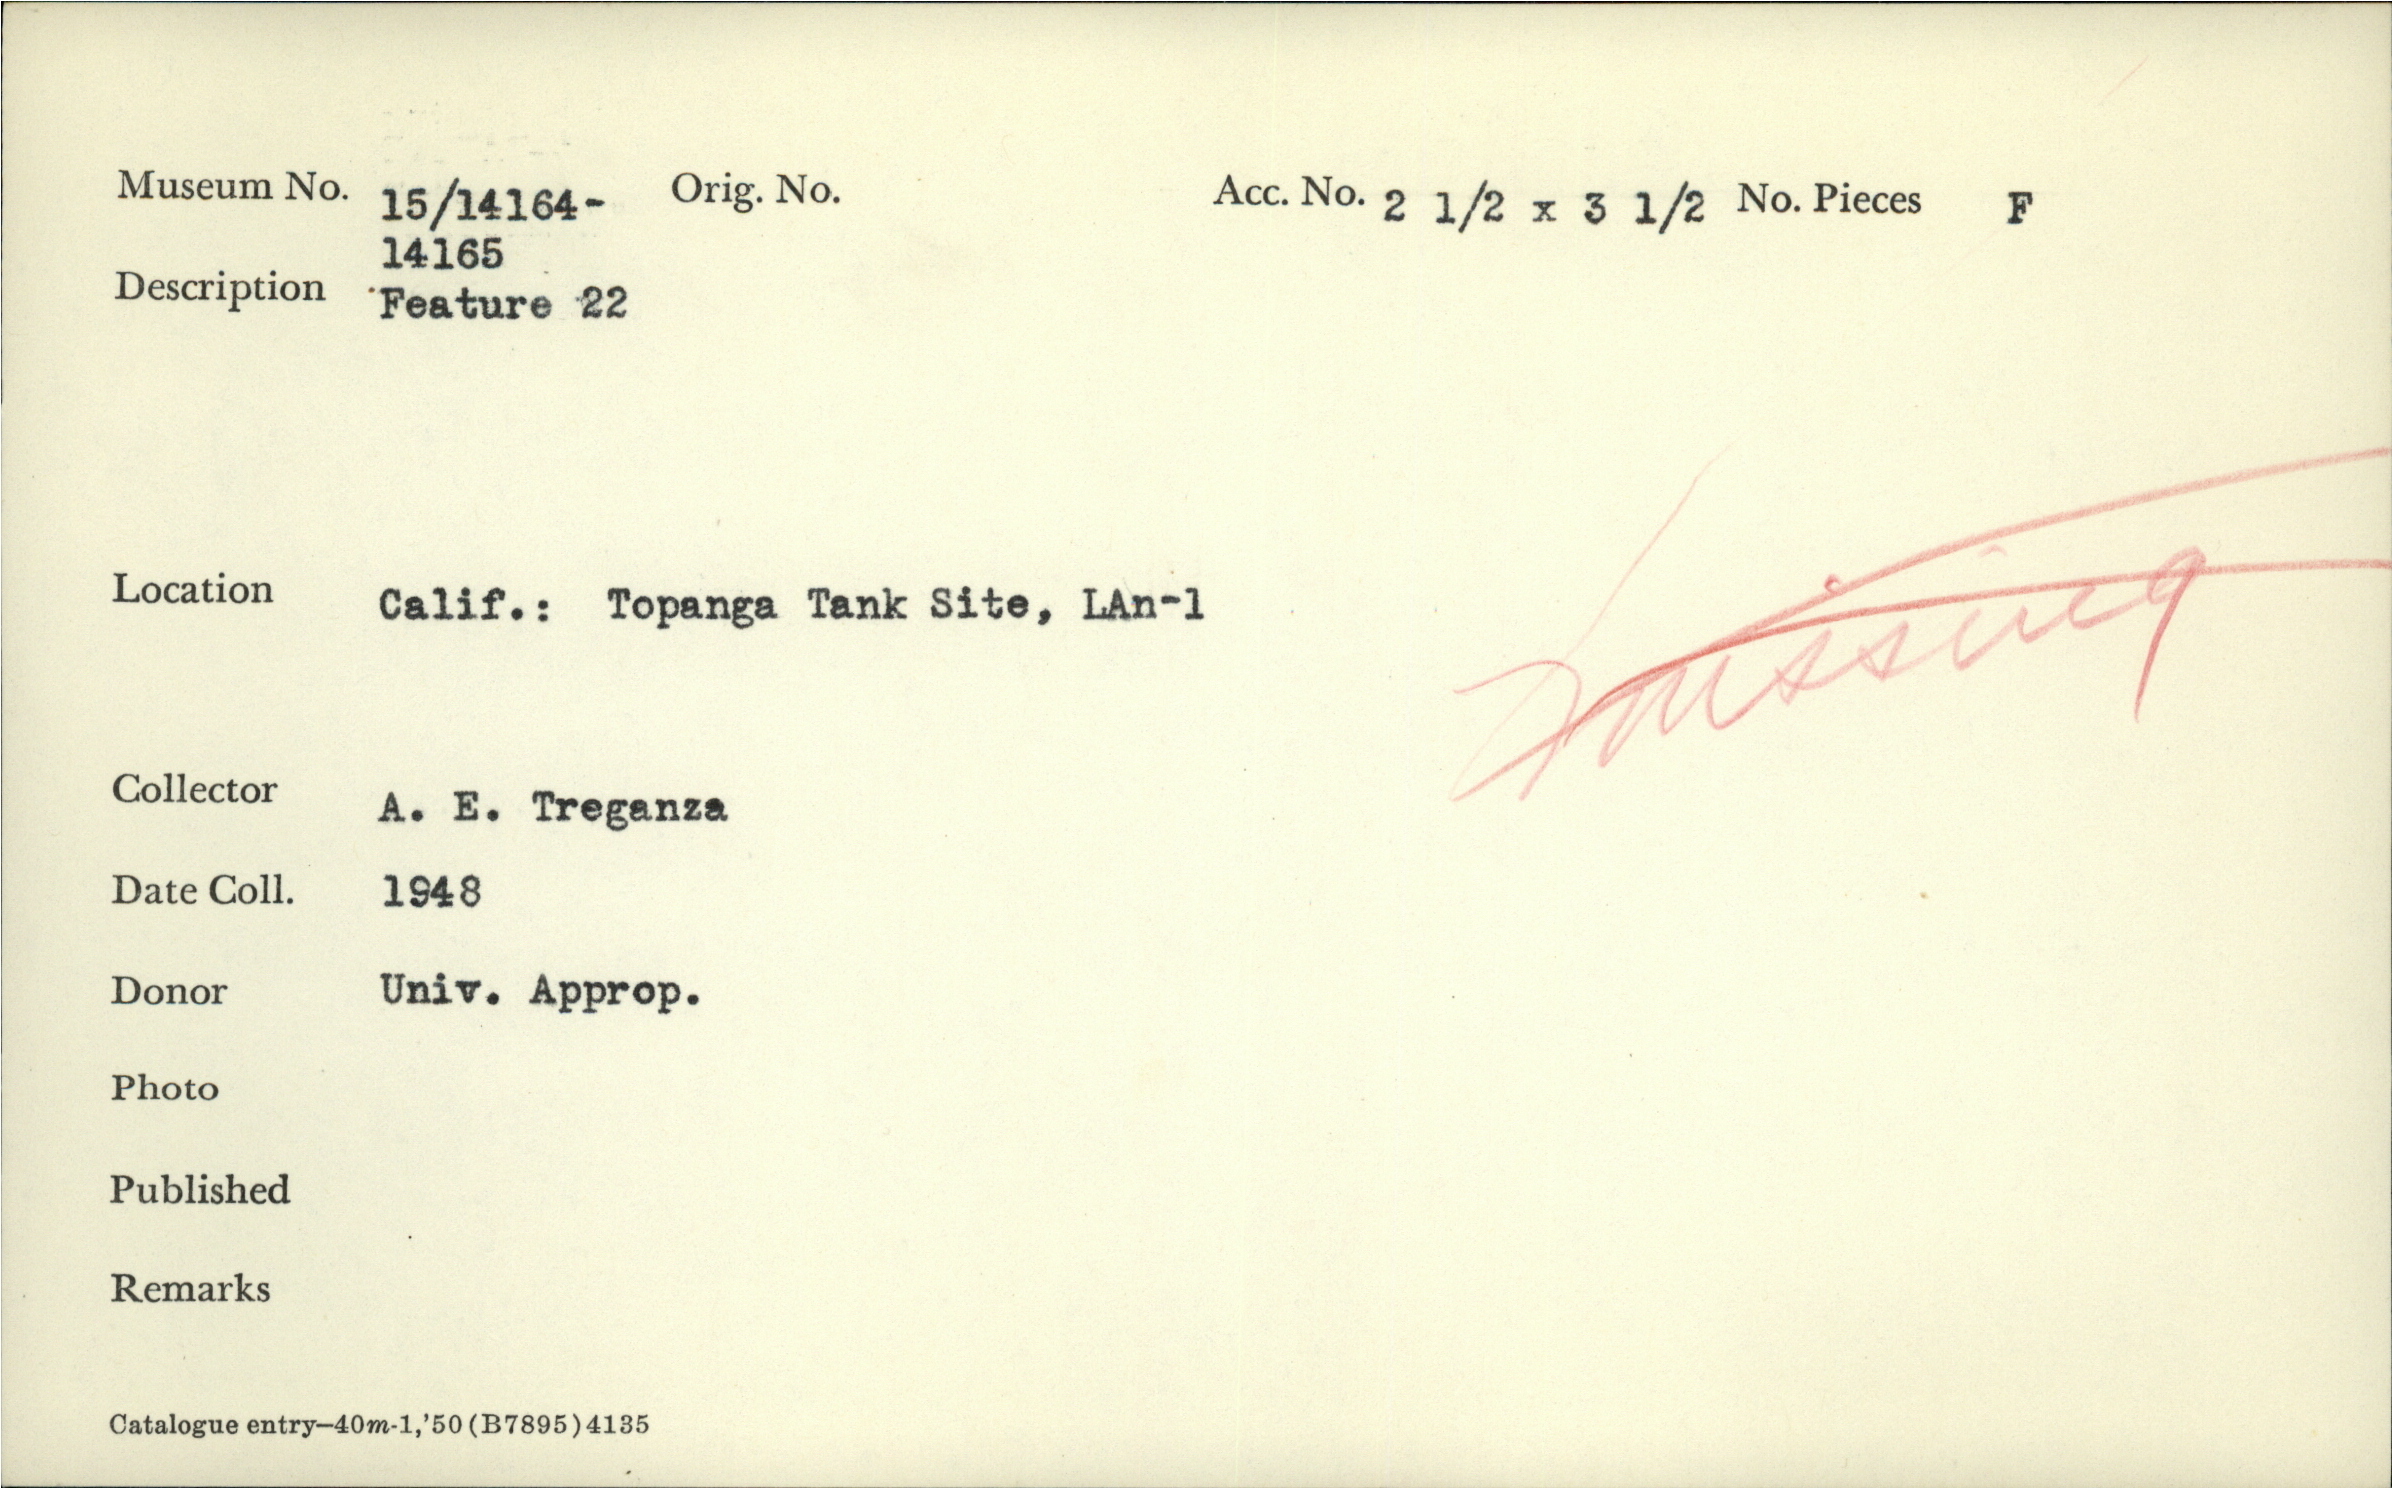 Museum No. 15/14164- Orig. No. Acc. No. 2 1/2 x 3 1/2 No. Pieces F
14165
Description Feature 22
Location Calif.: Topanga Tank Site, LAn-1
missing
Collector A. E. Treganza
Date Coll. 1948
Donor Univ. Approp.
Photo
Published
Remarks
Catalogue entry—40m-1,'50(B7895)4135